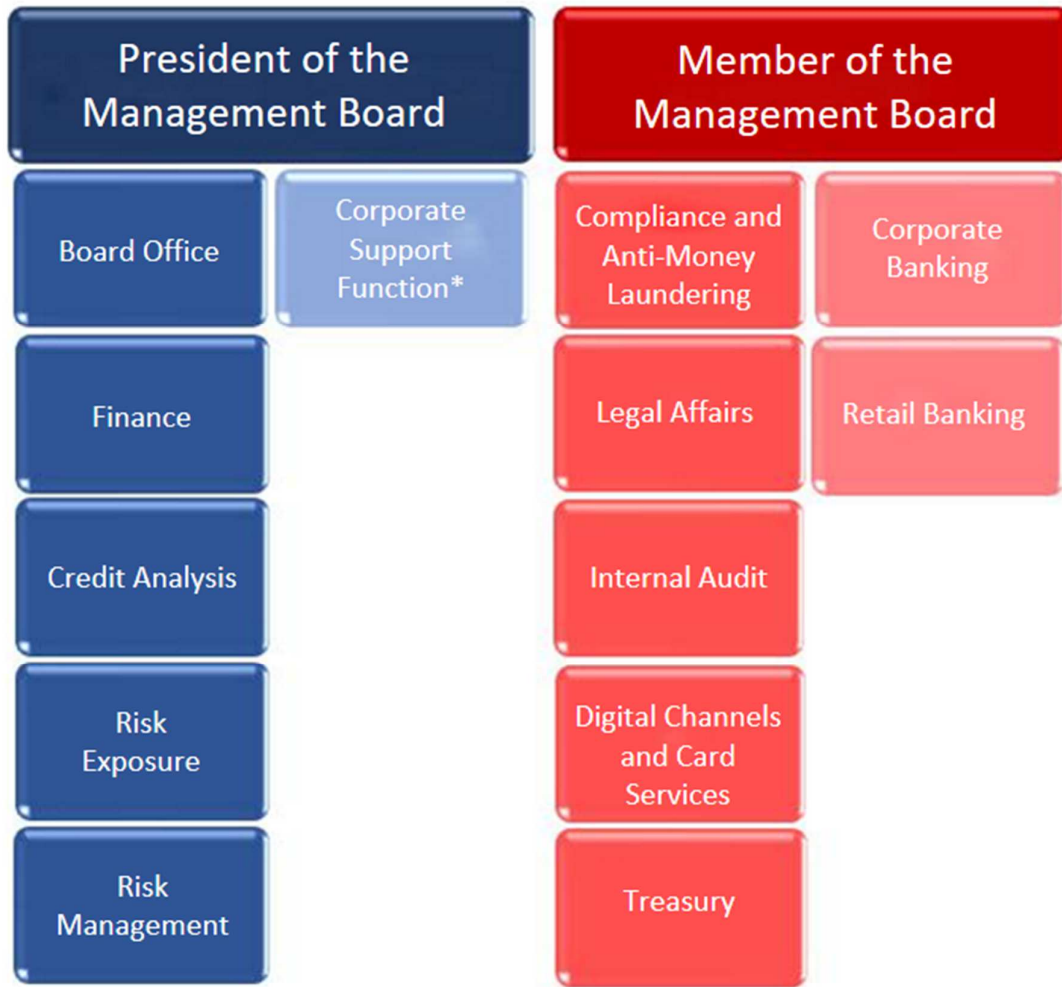 President of the
Management Board
Board Office
Corporate
Support
Function*
Finance
Credit Analysis
Risk
Exposure
Risk
Management
Member of the
Management Board
Compliance and
Anti-Money
Laundering
Corporate
Banking
Legal Affairs
Retail Banking
Internal Audit
Digital Channels
and Card
Services
Treasury